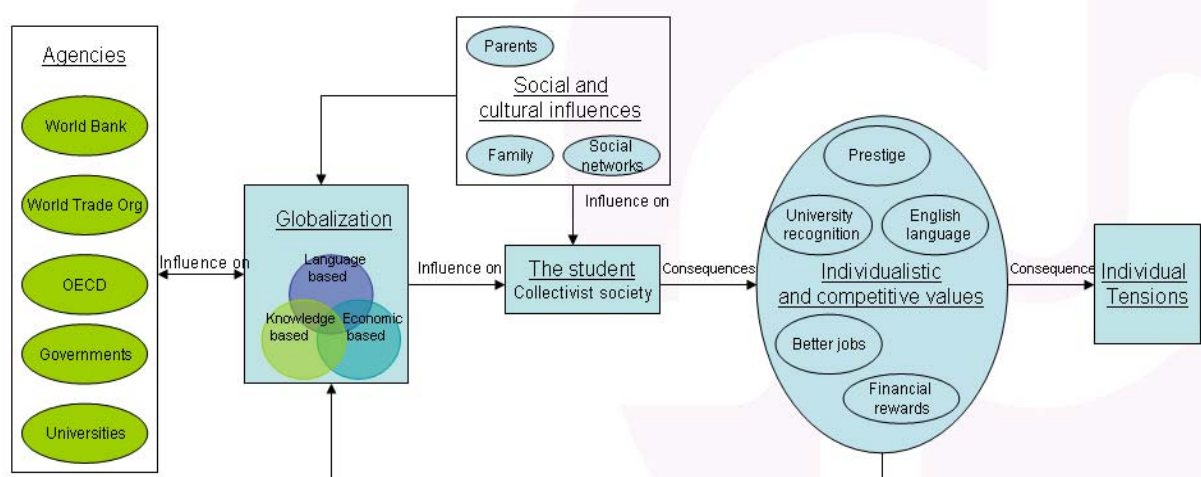 Agencies
World Bank
World Trade Org
OECD
Governments
Universities
Influence on
Globalization
Language
based
Knowledge
based
Economic
based
Influence on
Parents
Social and
cultural influences
Family
Social
networks
Influence on
The student
Collectivist society
Consequences
Prestige
University
recognition
English
language
Individualistic
and competitive values
Better jobs
Financial
rewards
Consequence
Individual
Tensions